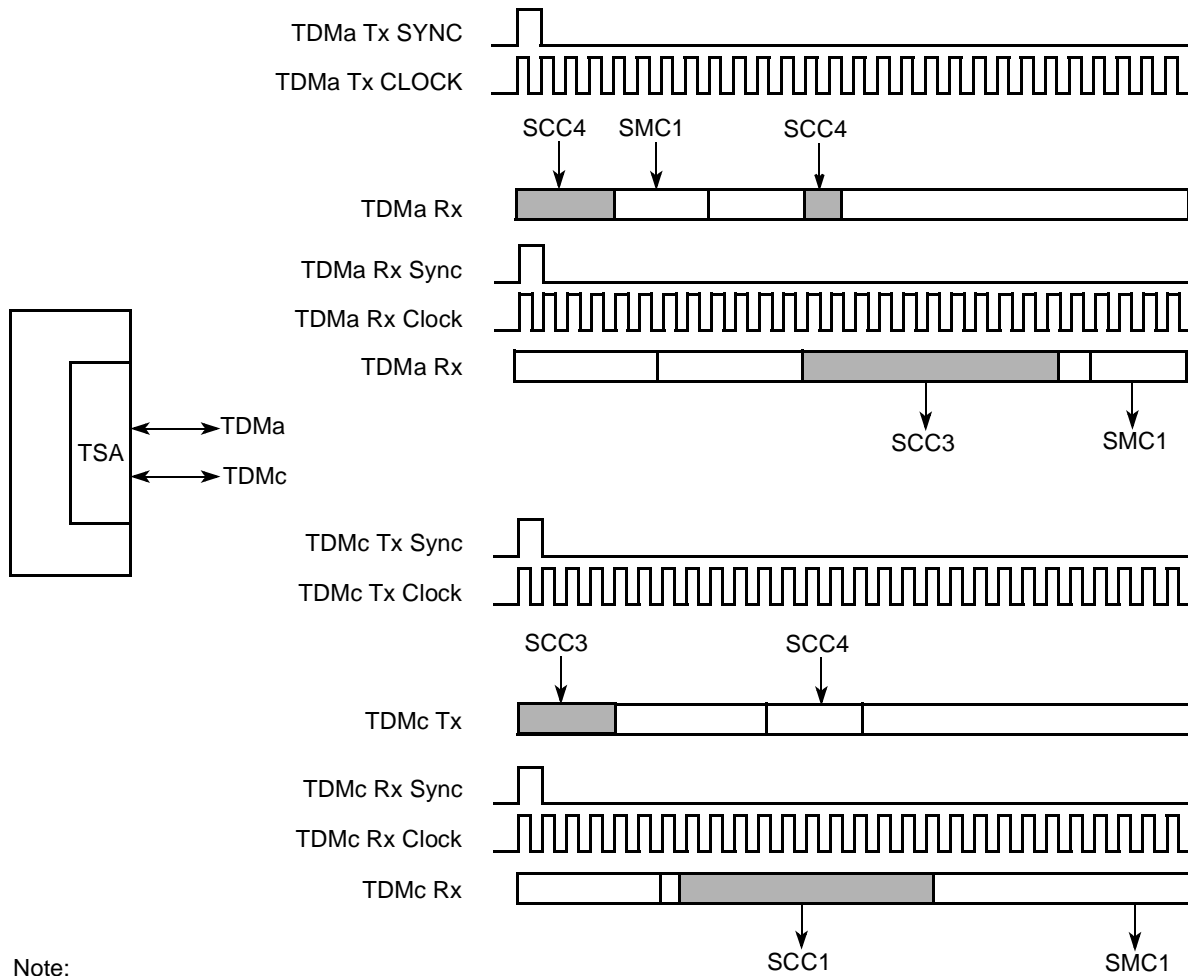 TDMa Tx SYNC
TDMa Tx CLOCK
SCC4 SMC1 SCC4
TDMa Rx
TDMa Rx Sync
TDMa Rx Clock
TDMa Rx
SCC3 SMC1
TSA
TDMa
TDMc
TDMc Tx Sync
TDMc Tx Clock
SCC3 SCC4
TDMc Tx
TDMc Rx Sync
TDMc Rx Clock
TDMc Rx
SCC1 SMC1
Note: